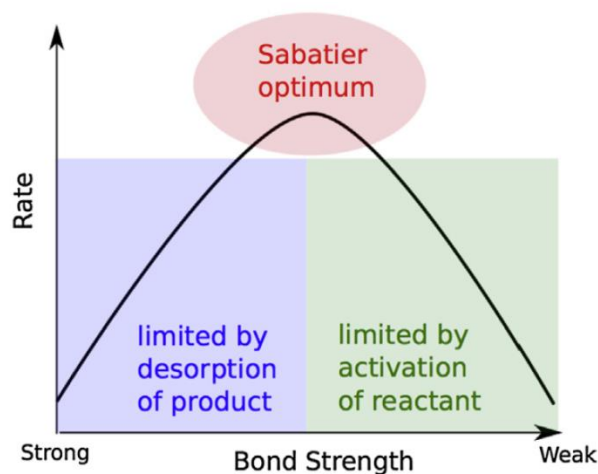 Sabatier
optimum
Rate
limited by
desorption
of product
limited by
activation
of reactant
Strong
Bond Strength
Weak